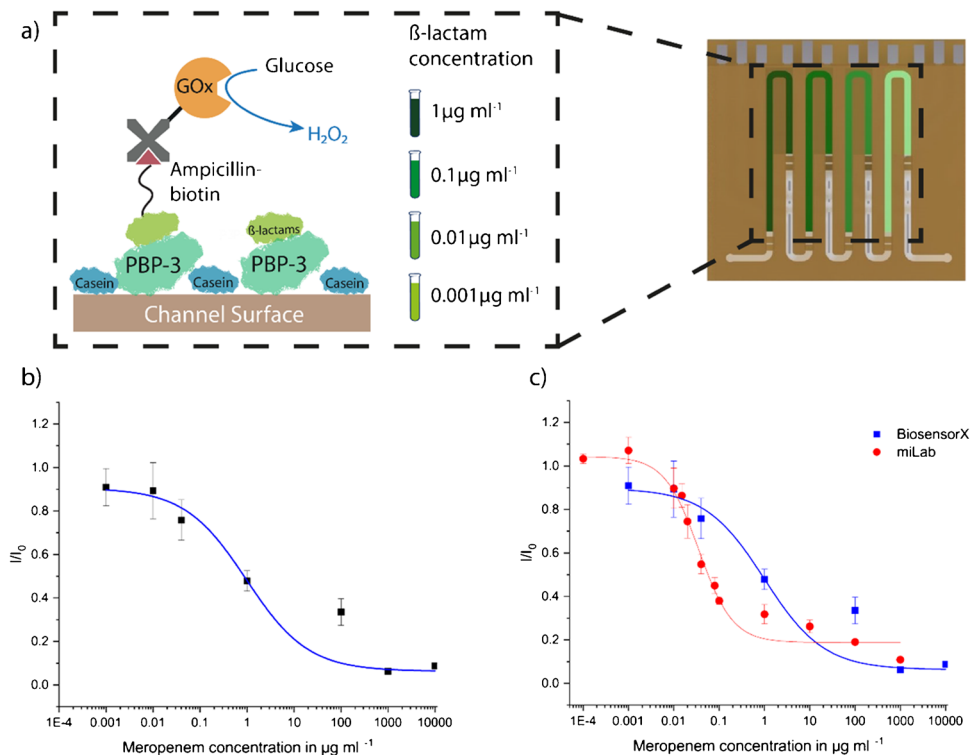 a)
GOx
Glucose
H₂O₂
Ampicillin-
biotin
ß-lactams
PBP-3
PBP-3
Casein
Casein
Casein
Channel Surface
ß-lactam
concentration
1µg ml⁻¹
0.1µg ml⁻¹
0.01µg ml⁻¹
0.001µg ml⁻¹
b)
I/I₀
1.2
1.0
0.8
0.6
0.4
0.2
0.0
1E-4 0.001 0.01 0.1 1 10 100 1000 10000
Meropenem concentration in µg ml ⁻¹
c)
BiosensorX
miLab
I/I₀
1.2
1.0
0.8
0.6
0.4
0.2
0.0
1E-4 0.001 0.01 0.1 1 10 100 1000 10000
Meropenem concentration in µg ml ⁻¹